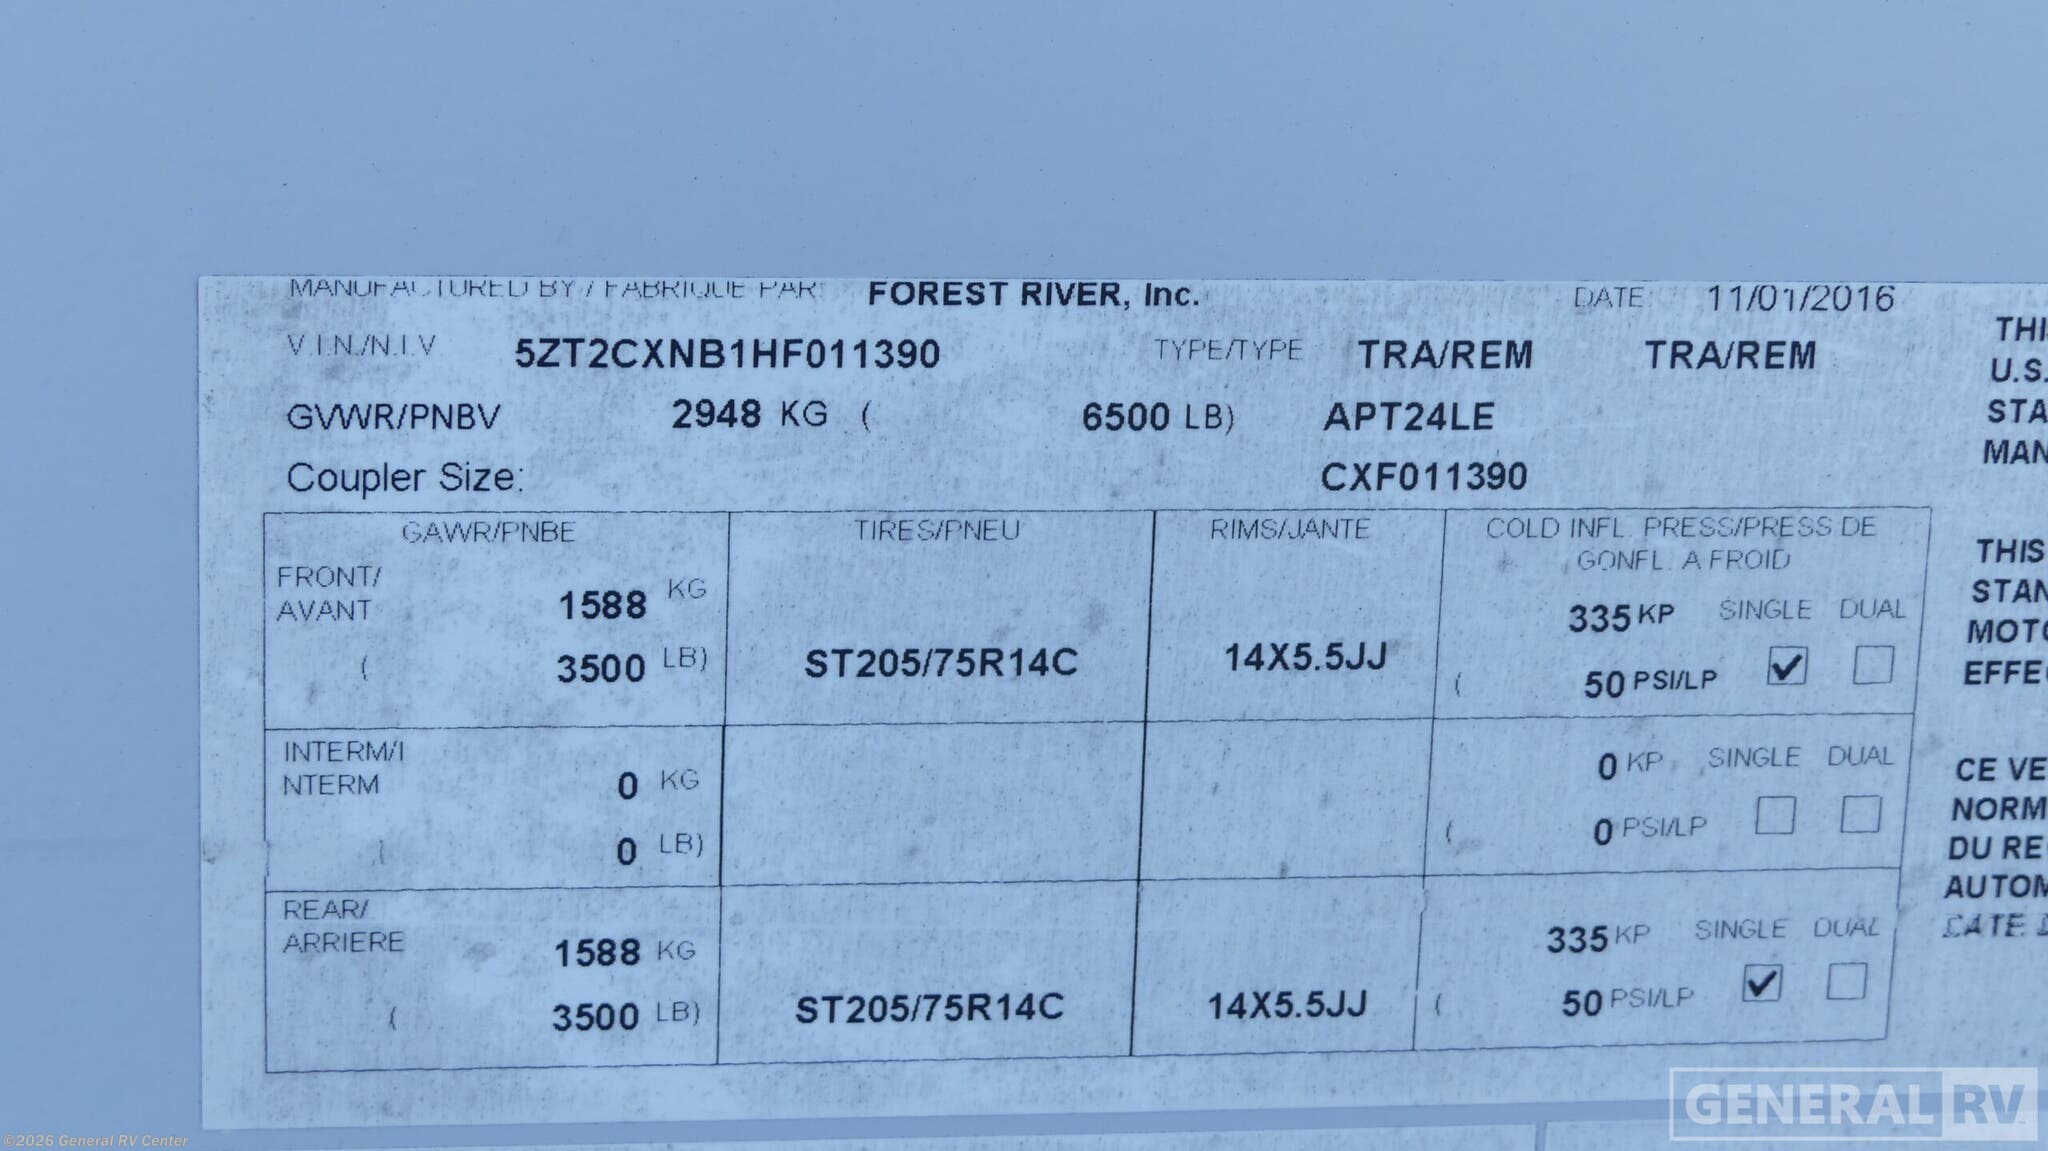 MANUFACTURED BY / FABRIQUE PAR: FOREST RIVER, Inc. DATE: 11/01/2016
V.I.N./N.I.V 5ZT2CXNB1HF011390 TYPE/TYPE TRA/REM TRA/REM
GVWR/PNBV 2948 KG ( 6500 LB) APT24LE
Coupler Size: CXF011390
GAWR/PNBE TIRES/PNEU RIMS/JANTE COLD INFL. PRESS/PRESS DE
GONFL. A FROID
FRONT/
AVANT 1588 KG 335 KP SINGLE DUAL
( 3500 LB) ST205/75R14C 14X5.5JJ ( 50 PSI/LP
INTERM/I
NTERM 0 KG 0 KP SINGLE DUAL
( 0 LB) ( 0 PSI/LP
REAR/
ARRIERE 1588 KG 335 KP SINGLE DUAL
( 3500 LB) ST205/75R14C 14X5.5JJ ( 50 PSI/LP
THI
U.S.
STA
MAN
THIS
STAN
MOTO
EFFE
CE VE
NORM
DU RE
AUTOM
DATE D
GENERAL RV
©2026 General RV Center